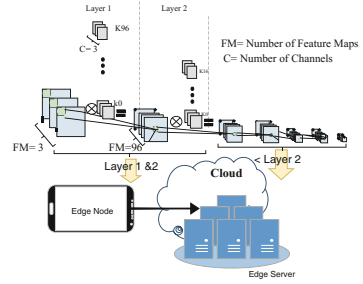 Layer 1
Layer 2
K96
C= 3
FM= Number of Feature Maps
C= Number of Channels
k0
FM= 3
FM=96
Layer 1 &2
< Layer 2
Cloud
Edge Node
Edge Server